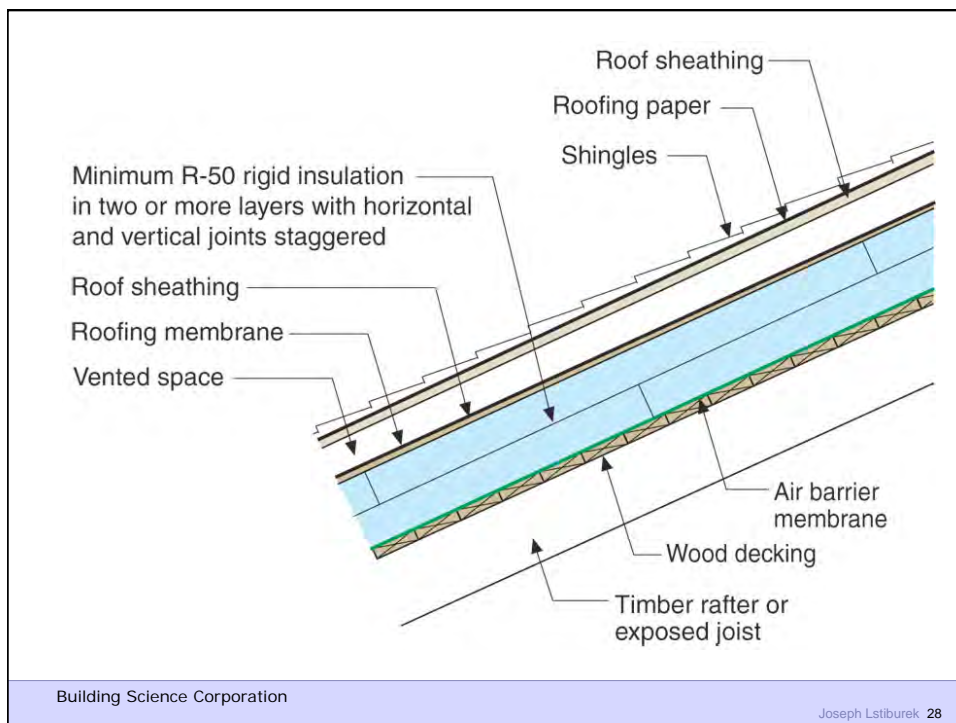 Roof sheathing
Roofing paper
Shingles
Minimum R-50 rigid insulation
in two or more layers with horizontal
and vertical joints staggered
Roof sheathing
Roofing membrane
Vented space
Air barrier
membrane
Wood decking
Timber rafter or
exposed joist
Building Science Corporation
Joseph Lstiburek 28